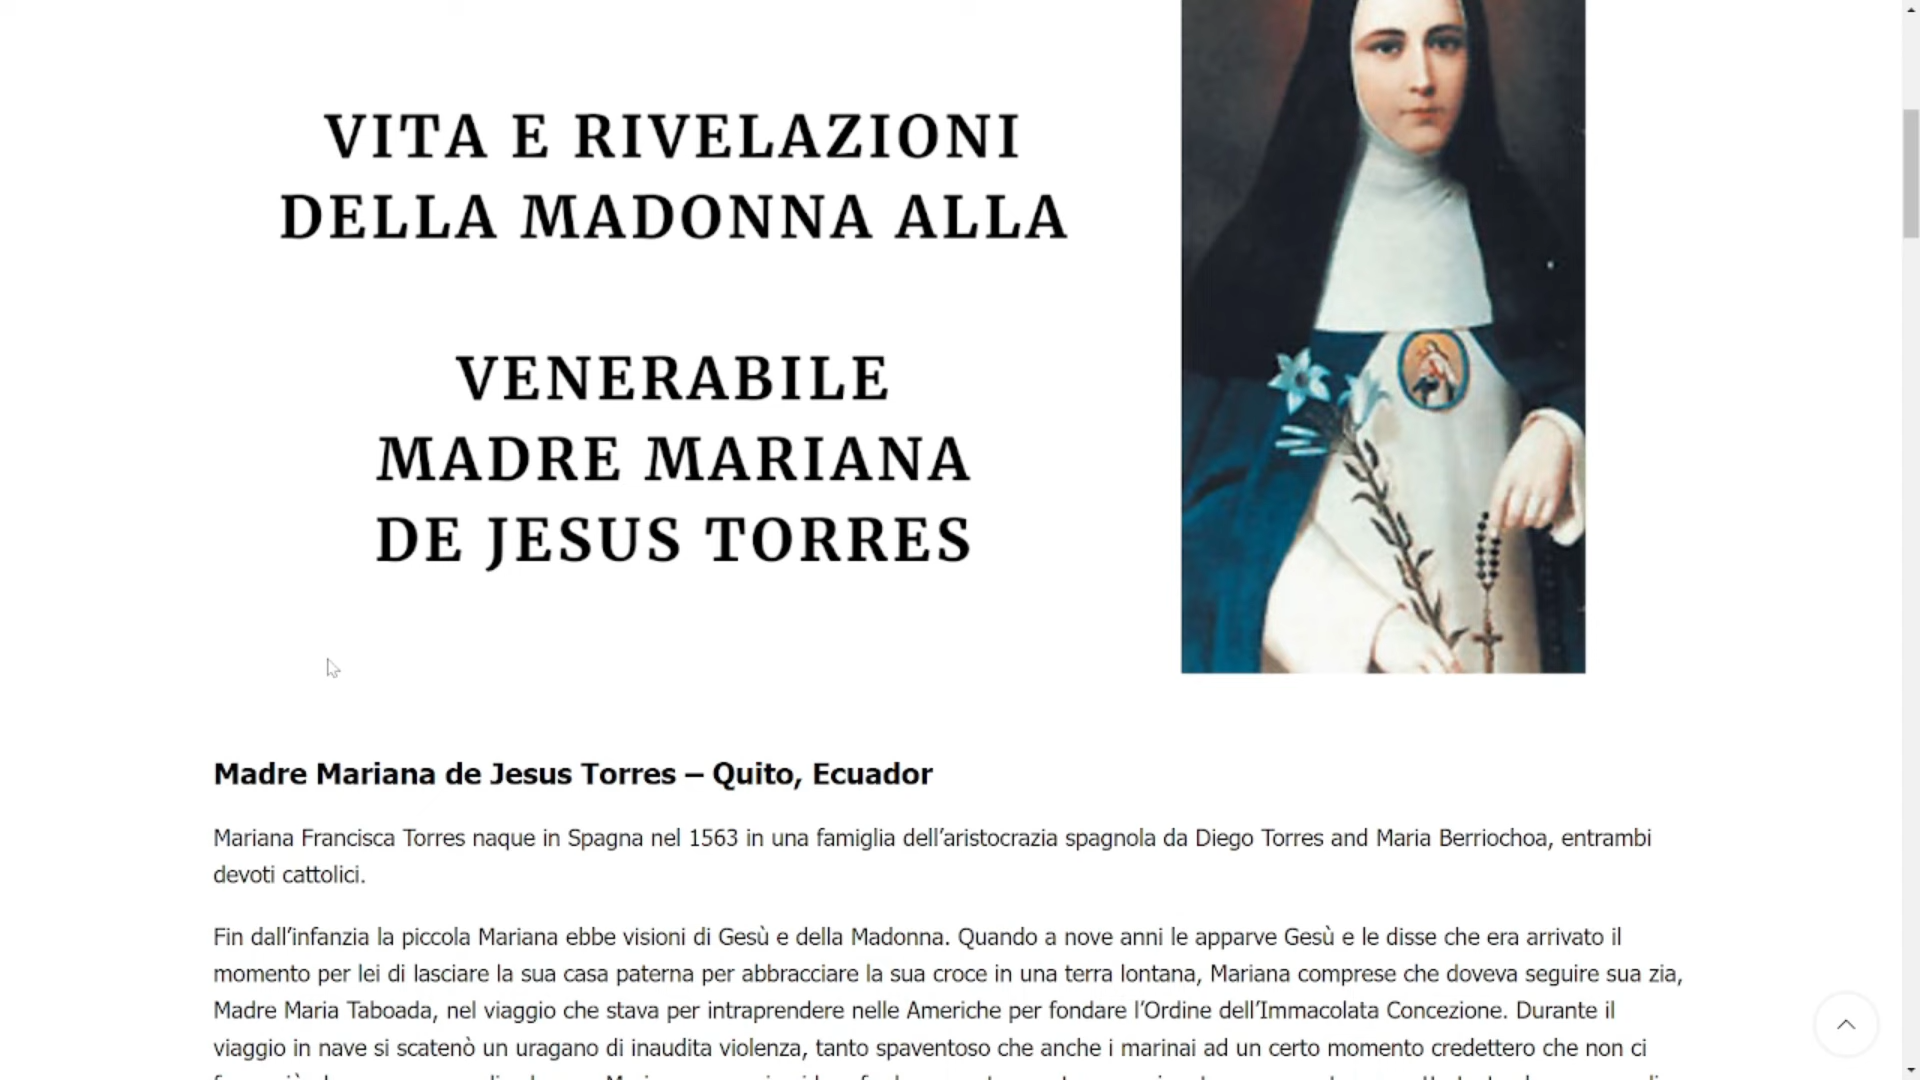 VITA E RIVELAZIONI
DELLA MADONNA ALLA
VENERABILE
MADRE MARIANA
DE JESUS TORRES
Madre Mariana de Jesus Torres – Quito, Ecuador
Mariana Francisca Torres naque in Spagna nel 1563 in una famiglia dell’aristocrazia spagnola da Diego Torres and Maria Berriochoa, entrambi
devoti cattolici.
Fin dall’infanzia la piccola Mariana ebbe visioni di Gesù e della Madonna. Quando a nove anni le apparve Gesù e le disse che era arrivato il
momento per lei di lasciare la sua casa paterna per abbracciare la sua croce in una terra lontana, Mariana comprese che doveva seguire sua zia,
Madre Maria Taboada, nel viaggio che stava per intraprendere nelle Americhe per fondare l’Ordine dell’Immacolata Concezione. Durante il
viaggio in nave si scatenò un uragano di inaudita violenza, tanto spaventoso che anche i marinai ad un certo momento credettero che non ci